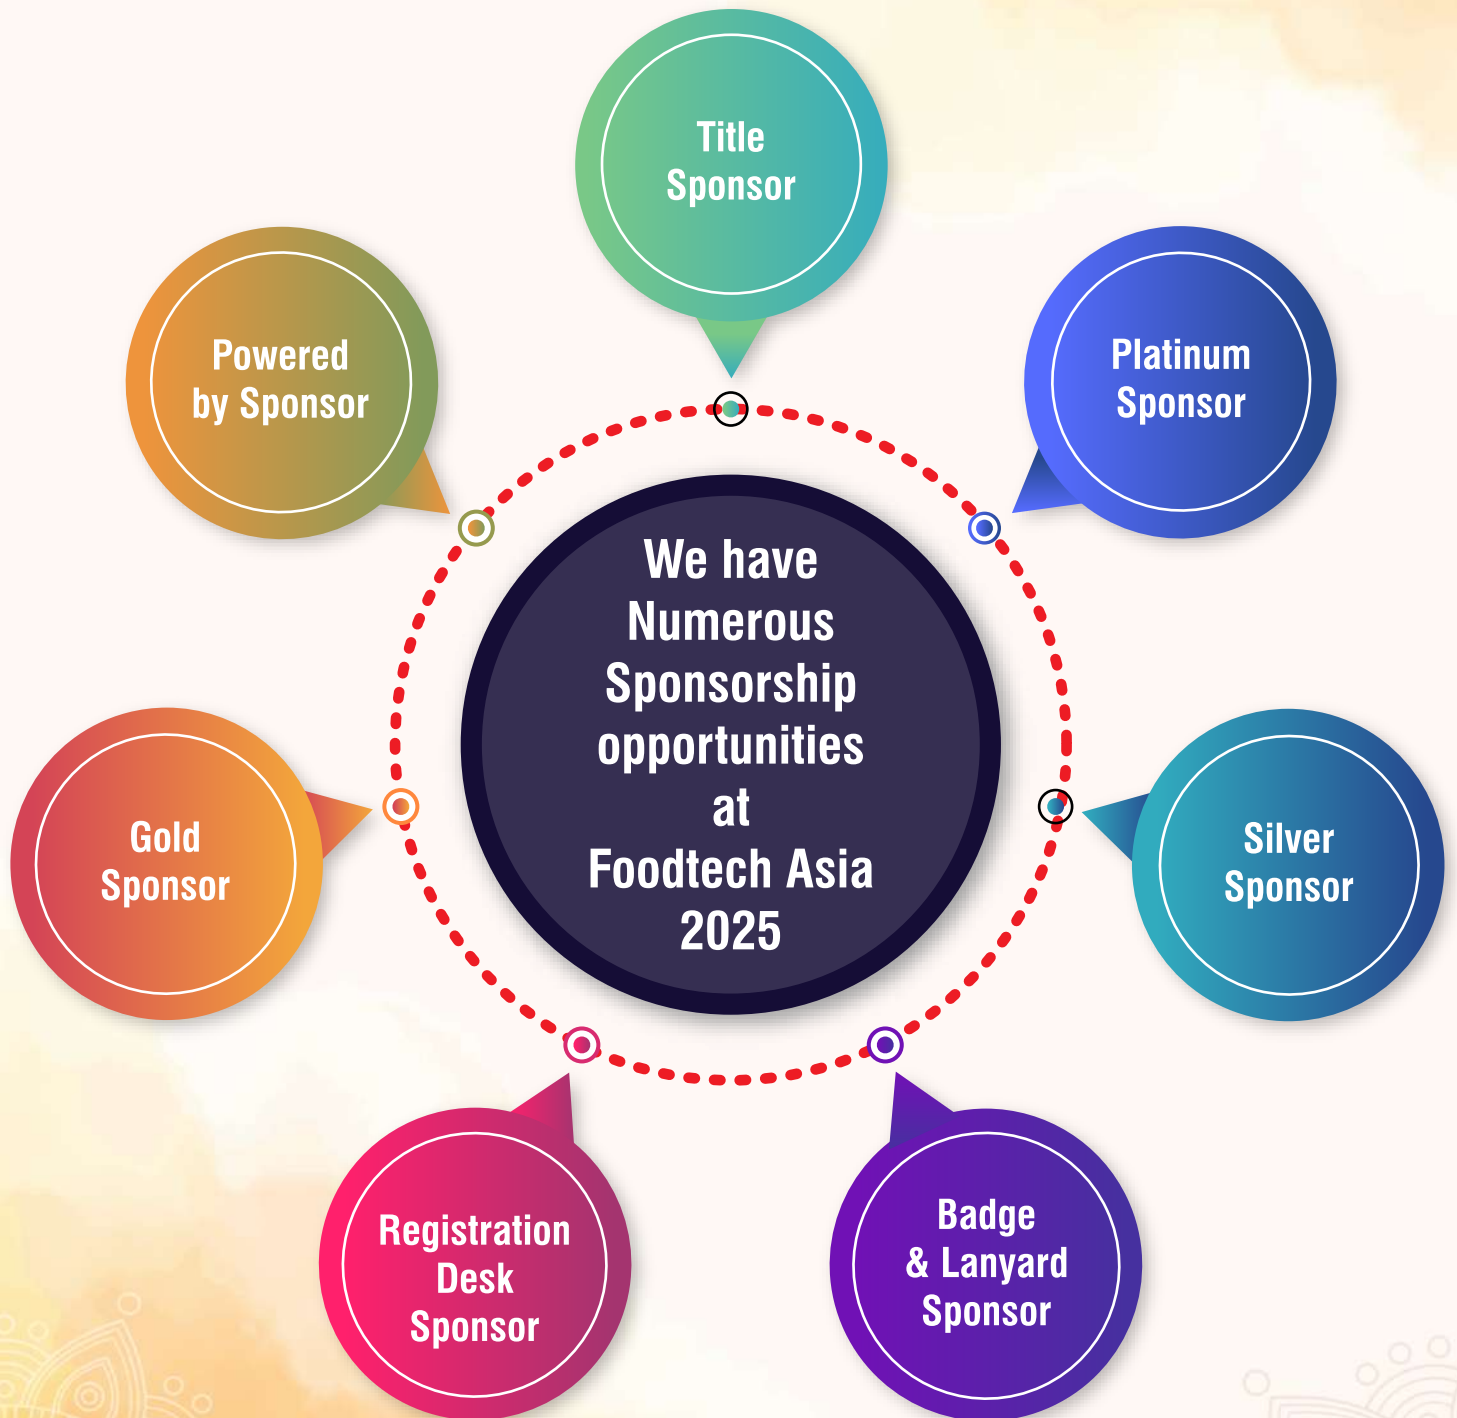 Title
Sponsor
Powered
by Sponsor
Platinum
Sponsor
We have
Numerous
Sponsorship
opportunities
at
Foodtech Asia
2025
Gold
Sponsor
Silver
Sponsor
Registration
Desk
Sponsor
Badge
& Lanyard
Sponsor